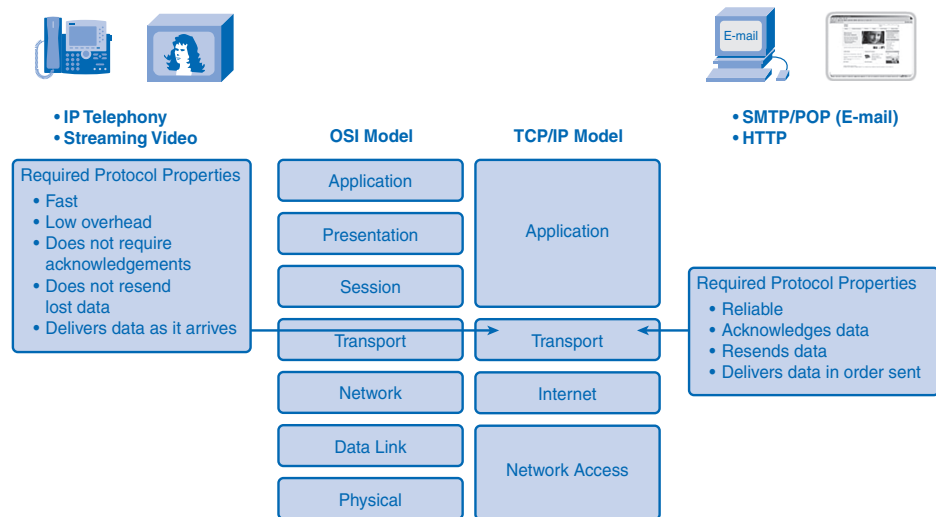 E-mail
• IP Telephony
• Streaming Video
OSI Model
TCP/IP Model
• SMTP/POP (E-mail)
• HTTP
Required Protocol Properties
• Fast
• Low overhead
• Does not require
acknowledgements
• Does not resend
lost data
• Delivers data as it arrives
Application
Presentation
Session
Transport
Network
Data Link
Physical
Application
Transport
Internet
Network Access
Required Protocol Properties
• Reliable
• Acknowledges data
• Resends data
• Delivers data in order sent